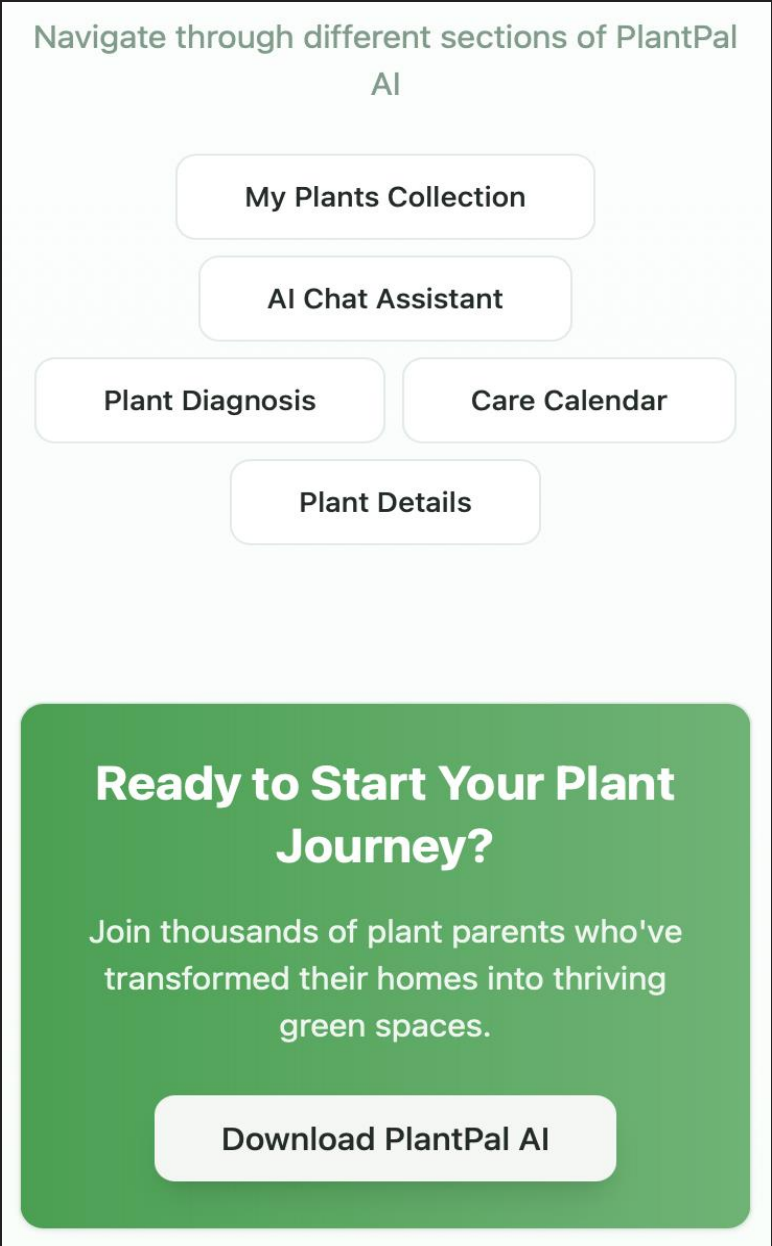 Navigate through different sections of PlantPal
AI
My Plants Collection
AI Chat Assistant
Plant Diagnosis
Care Calendar
Plant Details
Ready to Start Your Plant
Journey?
Join thousands of plant parents who've
transformed their homes into thriving
green spaces.
Download PlantPal AI